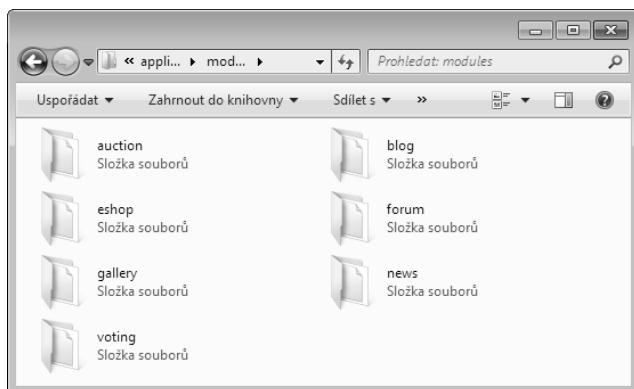 « appli... ▸ mod... ▸ Prohledat: modules
Uspořádat ▼ Zahrnout do knihovny ▼ Sdílet s ▼ »
auction
Složka souborů
blog
Složka souborů
eshop
Složka souborů
forum
Složka souborů
gallery
Složka souborů
news
Složka souborů
voting
Složka souborů